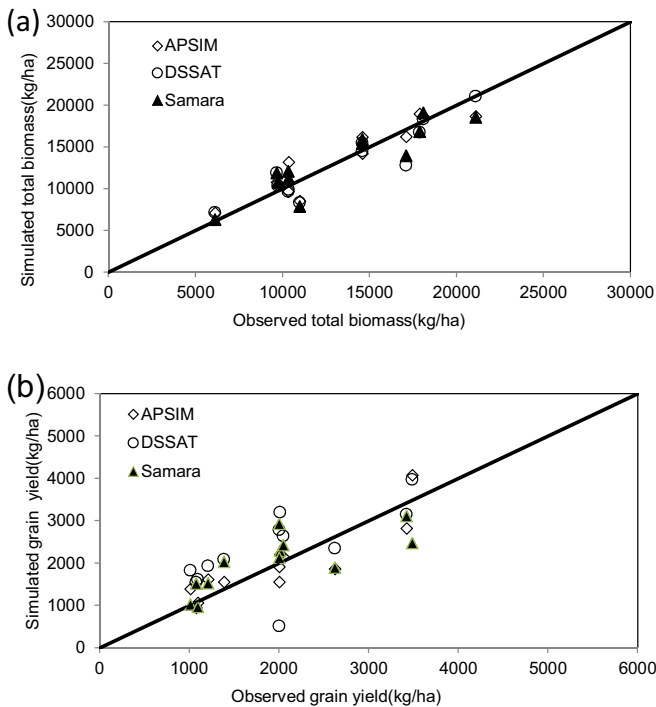 (a)
30000
25000
20000
15000
10000
5000
0
Simulated total biomass(kg/ha)
APSIM
DSSAT
Samara
0 5000 10000 15000 20000 25000 30000
Observed total biomass(kg/ha)
(b)
6000
5000
4000
3000
2000
1000
0
Simulated grain yield(kg/ha)
APSIM
DSSAT
Samara
0 1000 2000 3000 4000 5000 6000
Observed grain yield(kg/ha)